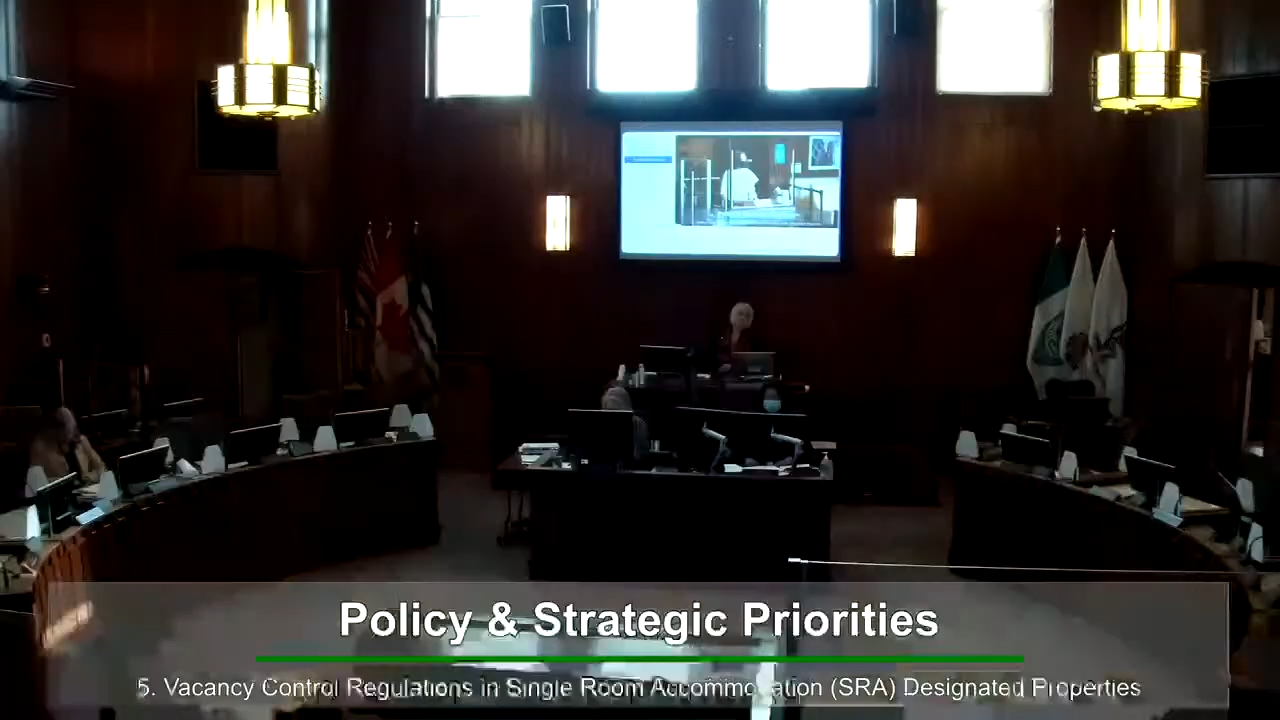 Policy & Strategic Priorities
5. Vacancy Control Regulations in Single Room Accommodation (SRA) Designated Properties